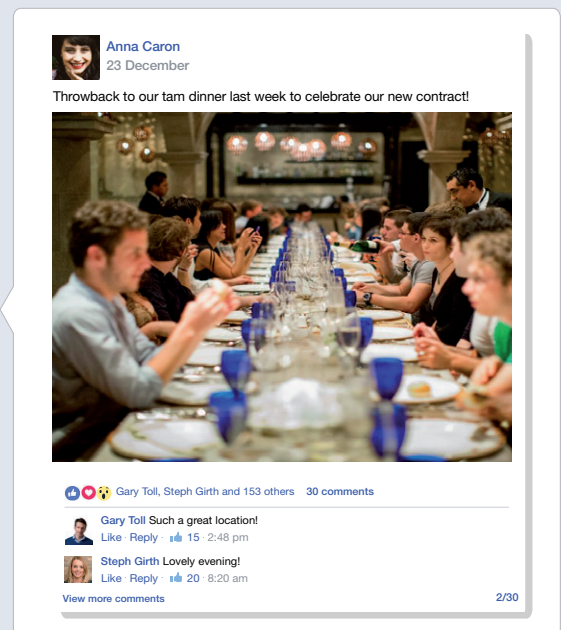 Anna Caron
23 December
Throwback to our tam dinner last week to celebrate our new contract!
Gary Toll, Steph Girth and 153 others 30 comments
Gary Toll Such a great location!
Like · Reply · 15 · 2:48 pm
Steph Girth Lovely evening!
Like · Reply · 20 · 8:20 am
View more comments 2/30